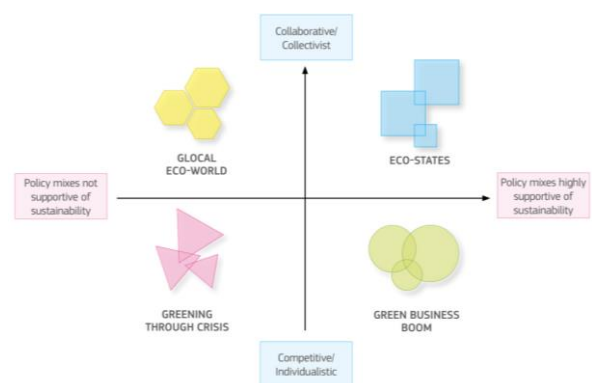 Collaborative/
Collectivist
GLOCAL
ECO-WORLD
ECO-STATES
Policy mixes not
supportive of
sustainability
Policy mixes highly
supportive of
sustainability
GREENING
THROUGH CRISIS
GREEN BUSINESS
BOOM
Competitive/
Individualistic